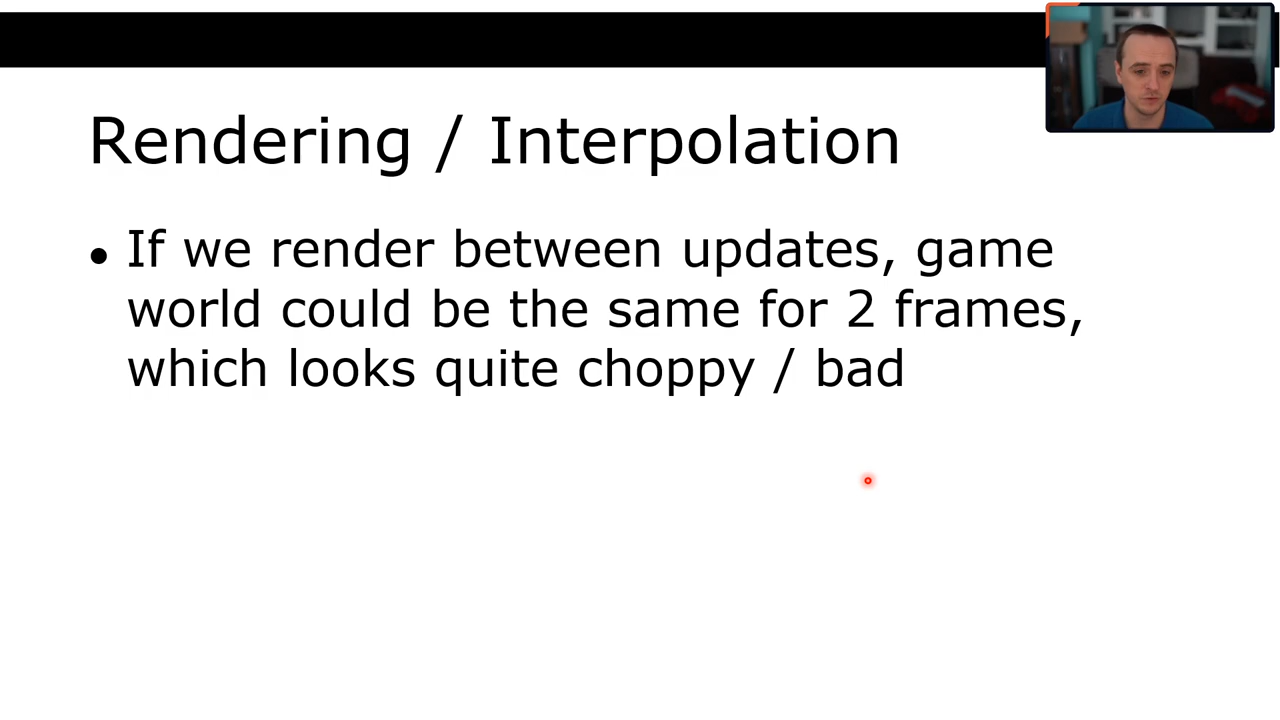 Rendering / Interpolation
• If we render between updates, game
world could be the same for 2 frames,
which looks quite choppy / bad